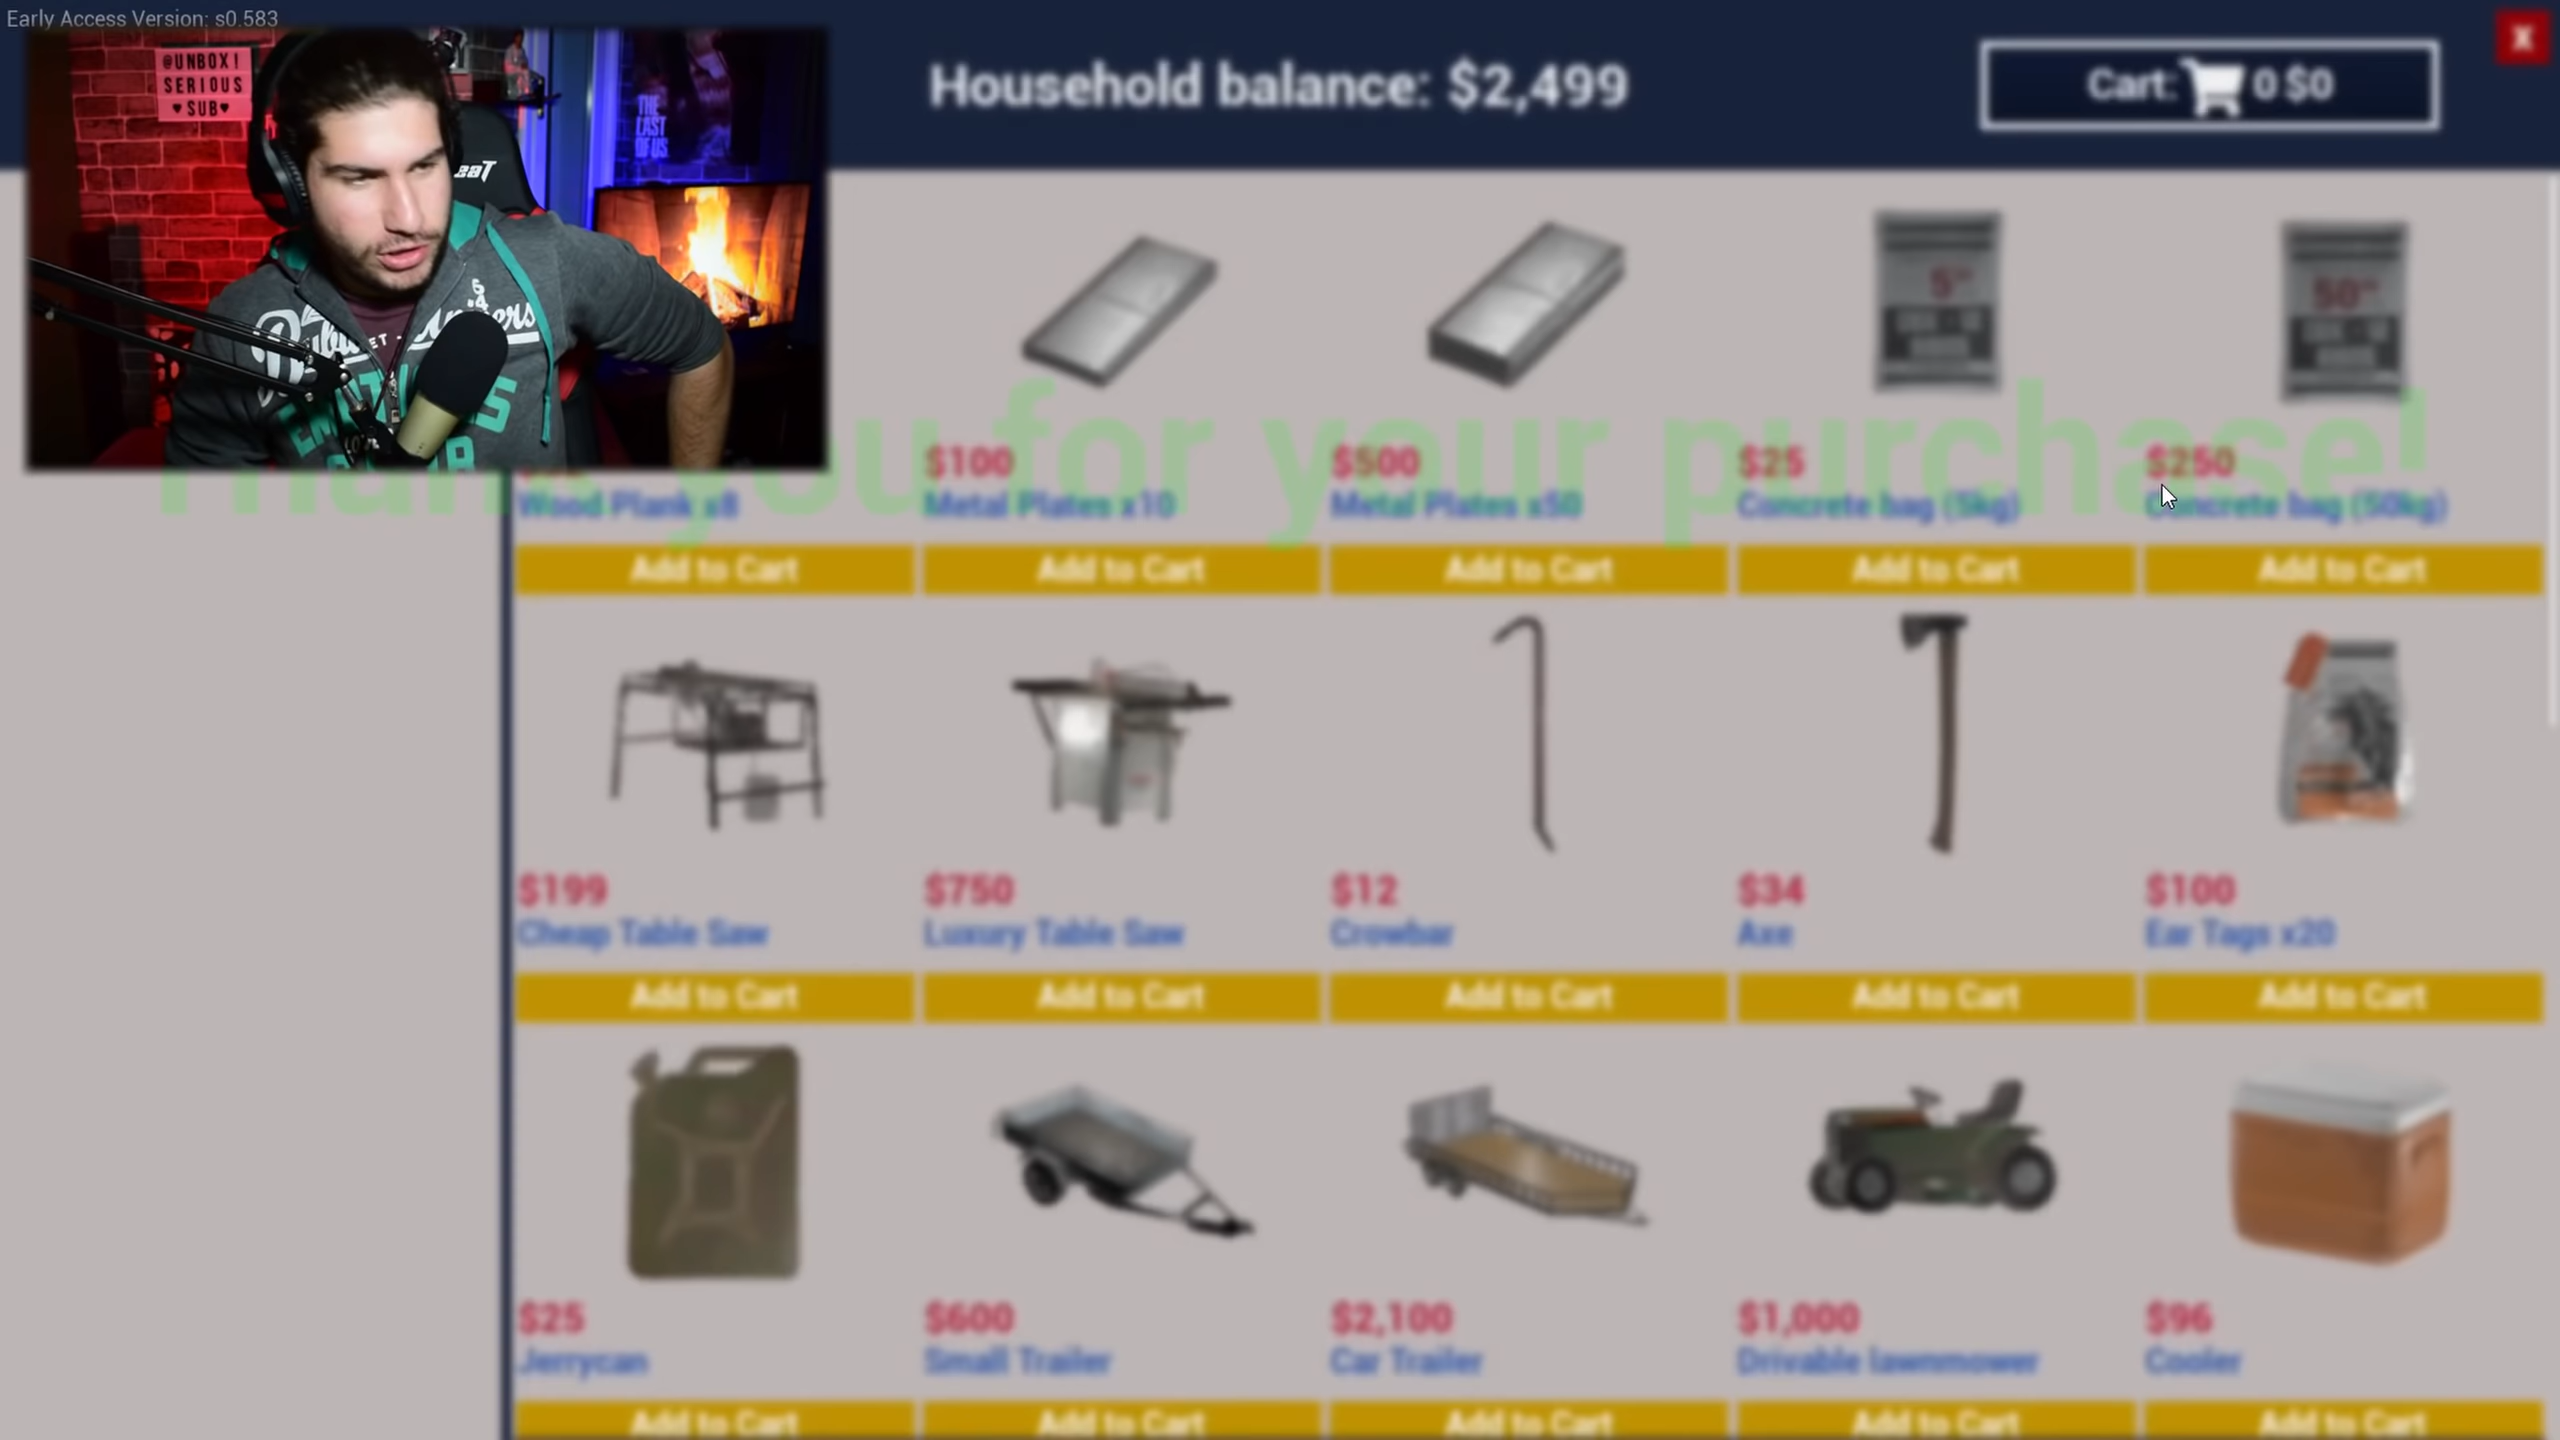 Early Access Version: s0.583
@UNBOX!
SERIOUS
♥SUB♥
THE
LAST
OF US
Household balance: $2,499
Cart: 0 $0
X
Thank you for your purchase!
$100
$500
$25
$250
Wood Plank x8
Metal Plates x10
Metal Plates x50
Concrete bag (5kg)
Concrete bag (50kg)
Add to Cart
Add to Cart
Add to Cart
Add to Cart
Add to Cart
$199
$750
$12
$34
$100
Cheap Table Saw
Luxury Table Saw
Crowbar
Axe
Ear Tags x20
Add to Cart
Add to Cart
Add to Cart
Add to Cart
Add to Cart
$25
$600
$2,100
$1,000
$96
Jerrycan
Small Trailer
Car Trailer
Drivable lawnmower
Cooler
Add to Cart
Add to Cart
Add to Cart
Add to Cart
Add to Cart